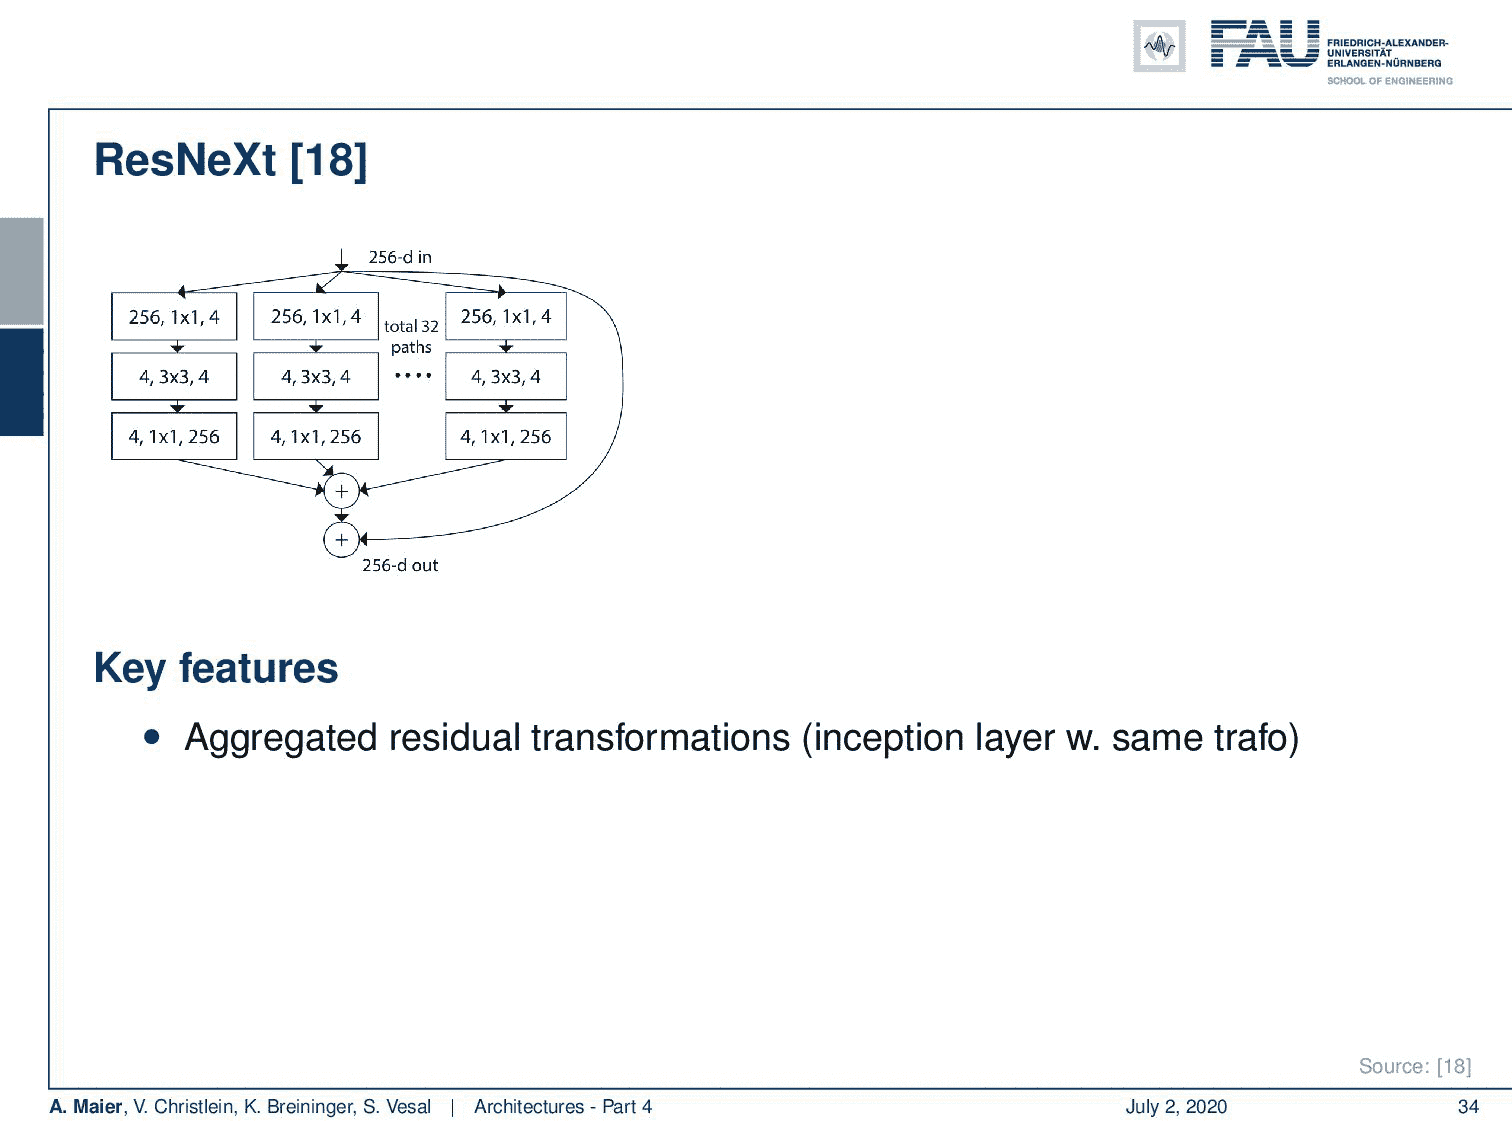 FAU
FRIEDRICH-ALEXANDER-
UNIVERSITÄT
ERLANGEN-NÜRNBERG
SCHOOL OF ENGINEERING
ResNeXt [18]
256-d in
256, 1x1, 4
256, 1x1, 4
total 32
paths
256, 1x1, 4
4, 3x3, 4
4, 3x3, 4
....
4, 3x3, 4
4, 1x1, 256
4, 1x1, 256
4, 1x1, 256
+
+
256-d out
Key features
• Aggregated residual transformations (inception layer w. same trafo)
Source: [18]
A. Maier, V. Christlein, K. Breininger, S. Vesal | Architectures - Part 4 July 2, 2020 34